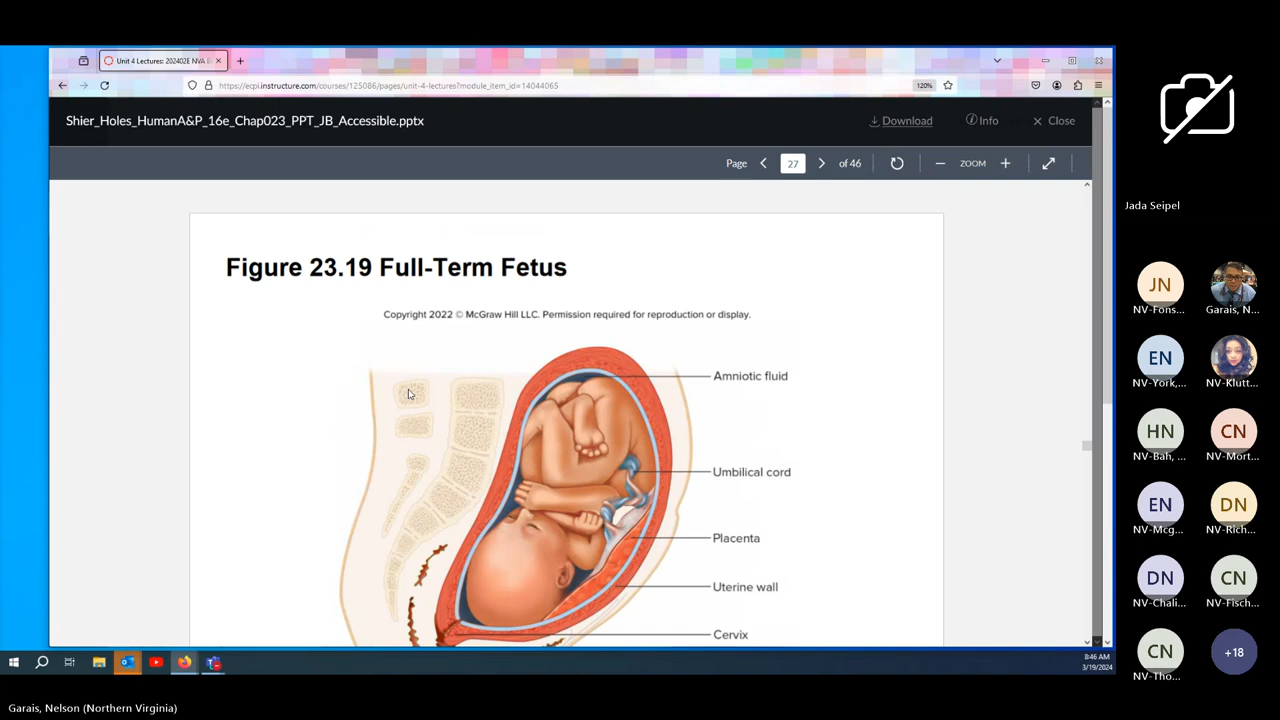 Unit 4 Lectures: 202402E NVA
https://ecpi.instructure.com/courses/125086/pages/unit-4-lectures?module_item_id=14044065
120%
Shier_Holes_HumanA&P_16e_Chap023_PPT_JB_Accessible.pptx
Download
Info
Close
Page
27
of 46
ZOOM
Figure 23.19 Full-Term Fetus
Copyright 2022 © McGraw Hill LLC. Permission required for reproduction or display.
Amniotic fluid
Umbilical cord
Placenta
Uterine wall
Cervix
8:46 AM
3/19/2024
Jada Seipel
JN
NV-Fons...
Garais, N...
EN
NV-York,...
NV-Klutt...
HN
NV-Bah, ...
CN
NV-Mort...
EN
NV-Mcg...
DN
NV-Rich...
DN
NV-Chali...
CN
NV-Fisch...
CN
NV-Tho...
+18
Garais, Nelson (Northern Virginia)